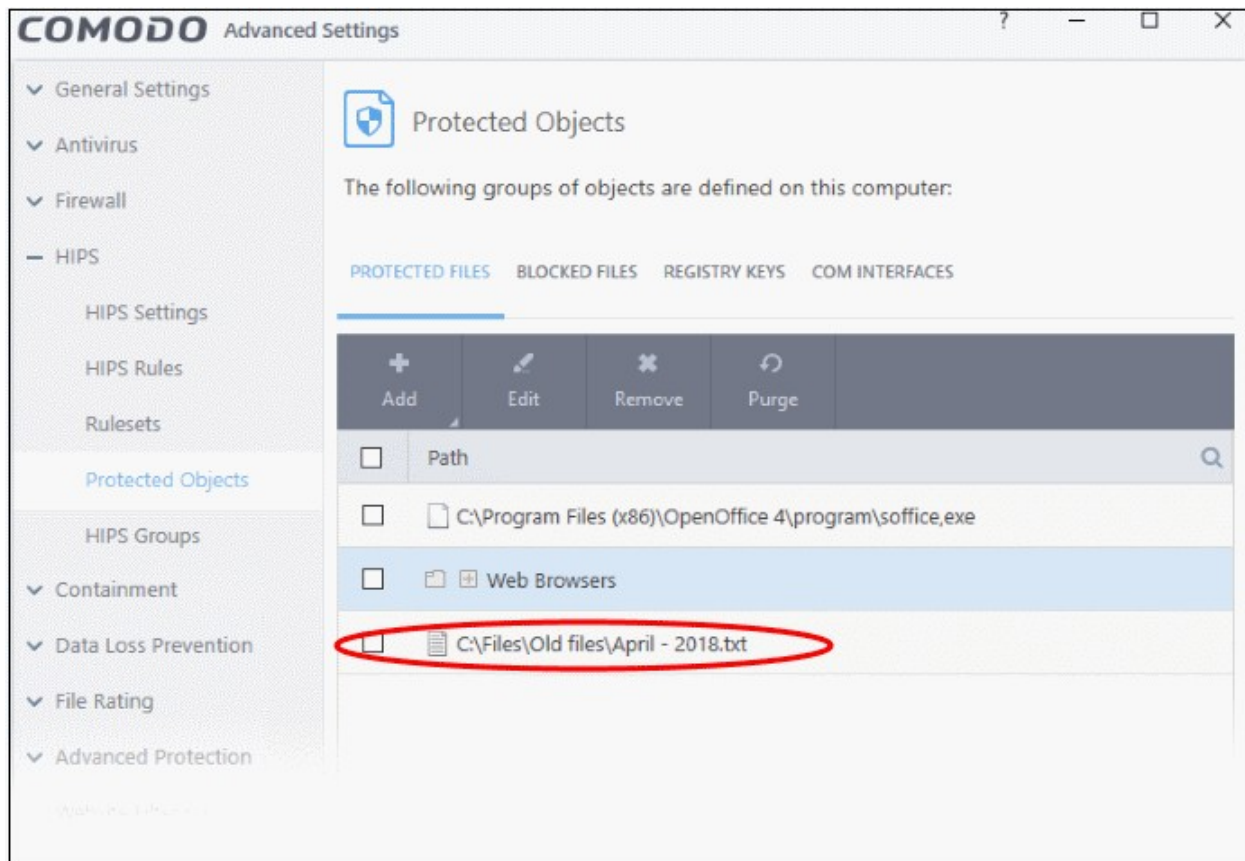 COMODO Advanced Settings ?
General Settings
Antivirus
Firewall
HIPS
HIPS Settings
HIPS Rules
Rulesets
Protected Objects
HIPS Groups
Containment
Data Loss Prevention
File Rating
Advanced Protection
Protected Objects
The following groups of objects are defined on this computer:
PROTECTED FILES BLOCKED FILES REGISTRY KEYS COM INTERFACES
Add Edit Remove Purge
Path
C:\Program Files (x86)\OpenOffice 4\program\soffice,exe
Web Browsers
C:\Files\Old files\April - 2018.txt